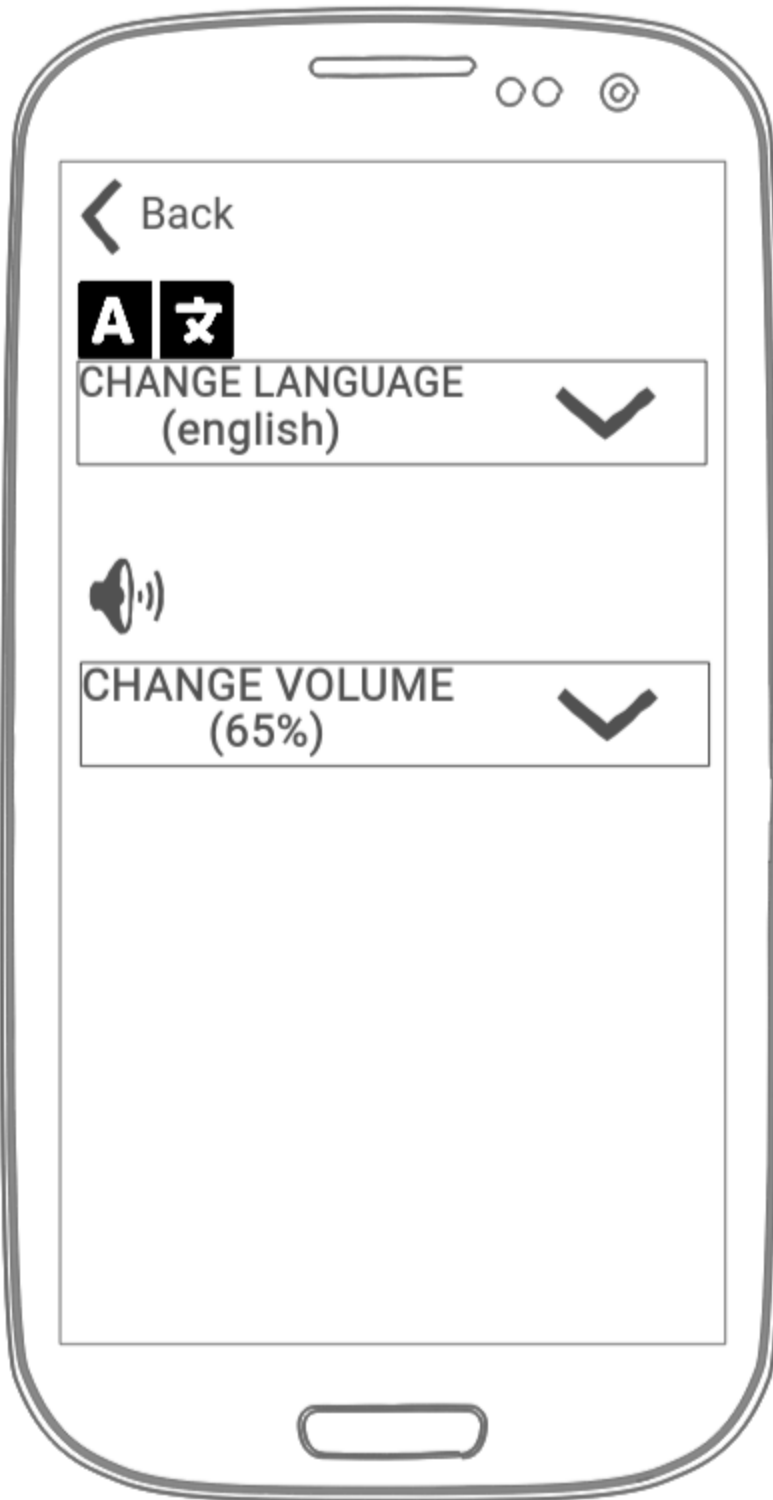 Back
A 文
CHANGE LANGUAGE
(english)
CHANGE VOLUME
(65%)